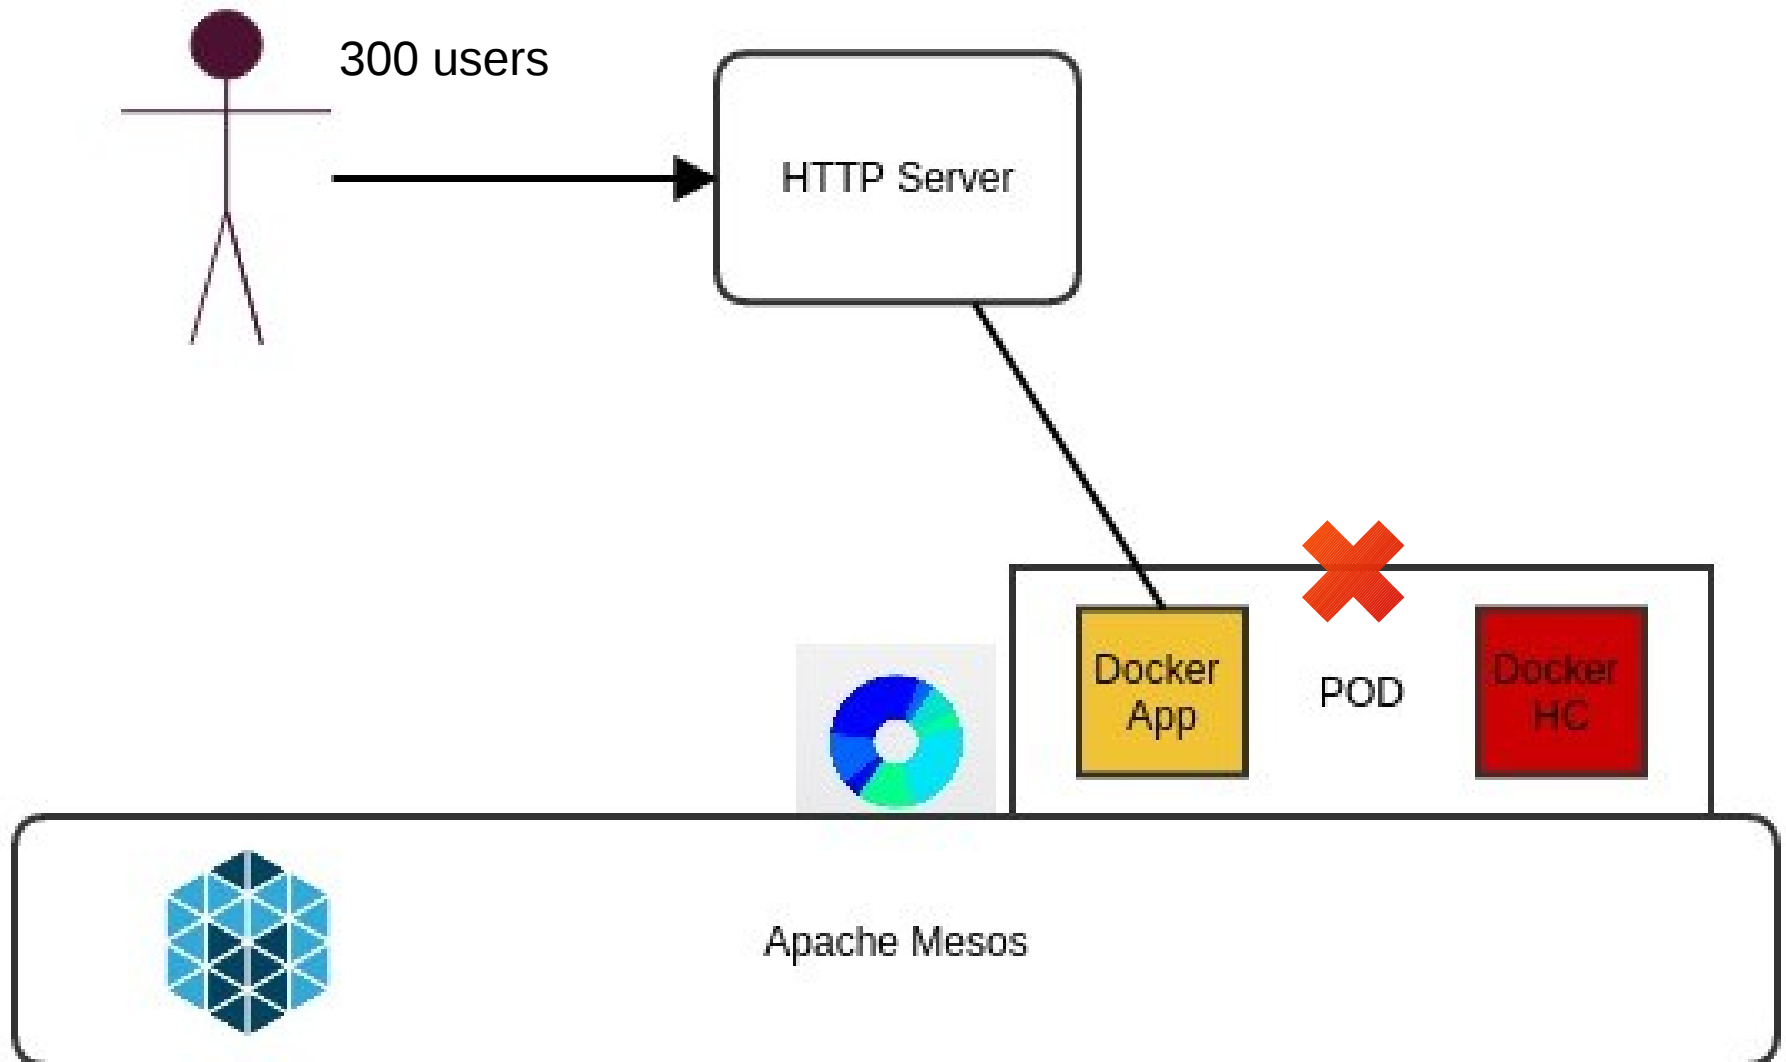 300 users
HTTP Server
Docker
App
POD
Docker
HC
Apache Mesos